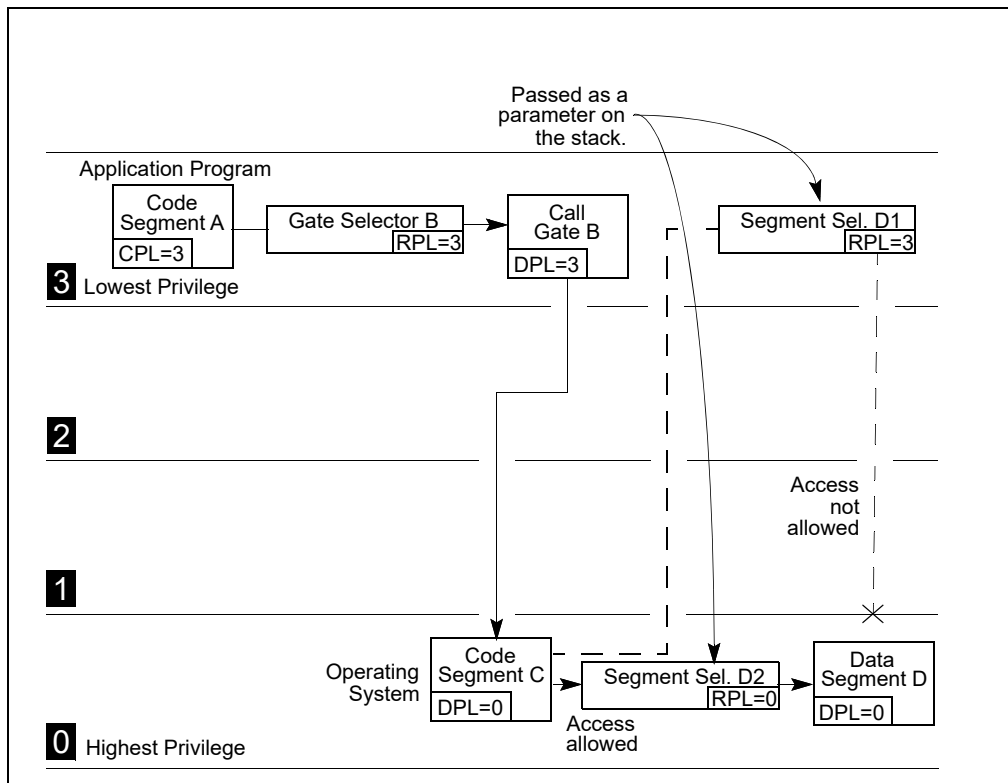 Passed as a
parameter on
the stack.
Application Program
Code
Segment A
CPL=3
Gate Selector B
RPL=3
Call
Gate B
DPL=3
Segment Sel. D1
RPL=3
3
Lowest Privilege
2
Access
not
allowed
1
Operating
System
Code
Segment C
DPL=0
Segment Sel. D2
RPL=0
Access
allowed
Data
Segment D
DPL=0
0
Highest Privilege